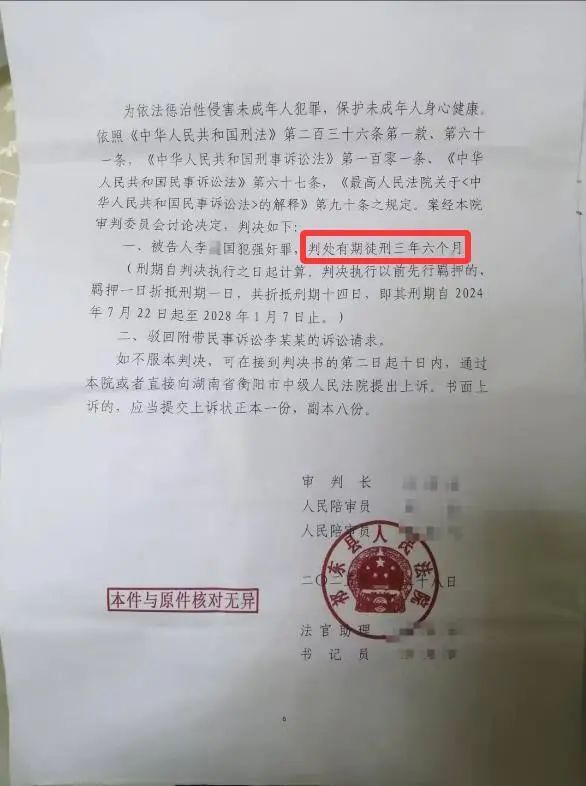 为依法惩治性侵害未成年人犯罪，保护未成年人身心健康。
依照《中华人民共和国刑法》第二百三十六条第一款、第六十
一条，《中华人民共和国刑事诉讼法》第一百零一条、《中华
人民共和国民事诉讼法》第六十七条，《最高人民法院关于<中
华人民共和国民事诉讼法>的解释》第九十条之规定。案经本院
审判委员会讨论决定，判决如下：
一、被告人李国犯强奸罪，判处有期徒刑三年六个月
（刑期自判决执行之日起计算。判决执行以前先行羁押的，
羁押一日折抵刑期一日，共折抵刑期十四日，即其刑期自2024
年7月22日起至2028年1月7日止。）
二、驳回附带民事诉讼李某某的诉讼请求。
如不服本判决，可在接到判决书的第二日起十日内，通过
本院或者直接向湖南省衡阳市中级人民法院提出上诉。书面上
诉的，应当提交上诉状正本一份，副本八份。
审判长
人民陪审员
人民陪审员
祁东县人民法院
二〇二 十八日
本件与原件核对无异
法官助理
书记员
6